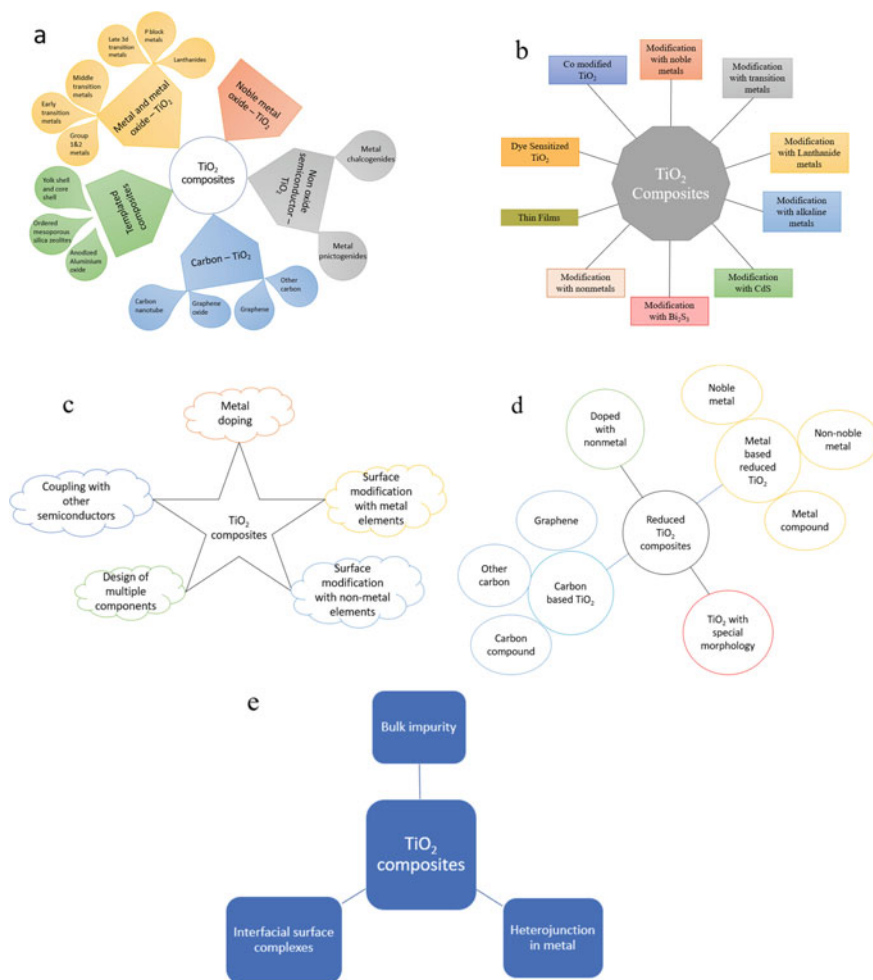 a
Late 3d
transition
metals
P block
metals
Lanthanides
Middle
transition
metals
Early
transition
metals
Group
1&2
metals
Metal and metal
oxide – TiO₂
Noble metal
oxide – TiO₂
TiO₂
composites
Non oxide
semiconductor –
TiO₂
Metal
chalcogenides
Metal
pnictogenides
Yolk shell and core
shell
Ordered
mesoporous
silica zeolites
Anodized
Aluminium
oxide
Templated
composites
Carbon – TiO₂
Carbon
nanotube
Graphene
oxide
Graphene
Other
carbon
b
Co modified
TiO₂
Modification
with noble
metals
Modification
with transition
metals
Dye Sensitized
TiO₂
Modification
with Lanthanide
metals
TiO₂
Composites
Thin Films
Modification
with alkaline
metals
Modification
with nonmetals
Modification
with Bi₂S₃
Modification
with CdS
c
Metal
doping
Coupling with
other
semiconductors
Surface
modification
with metal
elements
TiO₂
composites
Design of
multiple
components
Surface
modification
with non-metal
elements
d
Noble
metal
Doped
with
nonmetal
Metal
based
reduced
TiO₂
Non-noble
metal
Graphene
Reduced
TiO₂
composites
Metal
compound
Other
carbon
Carbon
based TiO₂
Carbon
compound
TiO₂ with
special
morphology
e
Bulk impurity
TiO₂
composites
Interfacial surface
complexes
Heterojunction
in metal